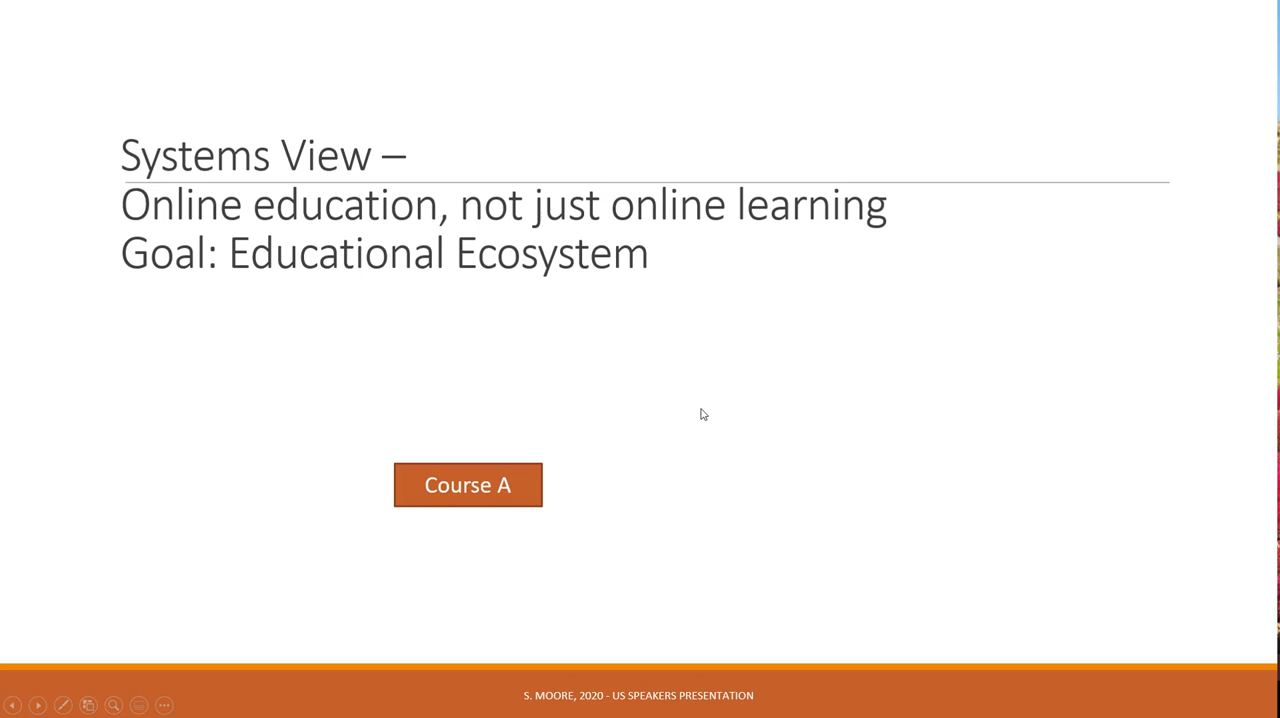 Systems View –
Online education, not just online learning
Goal: Educational Ecosystem
Course A
S. MOORE, 2020 - US SPEAKERS PRESENTATION